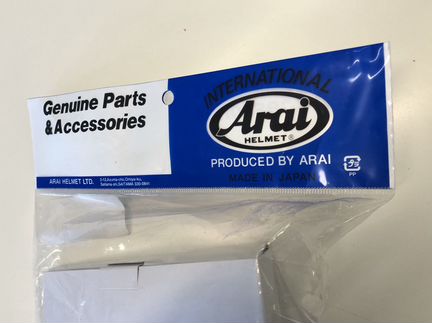 Genuine Parts
&Accessories
INTERNATIONAL
Arai
HELMET®
PRODUCED BY ARAI
MADE IN JAPAN
PP
ARAI HELMET LTD.